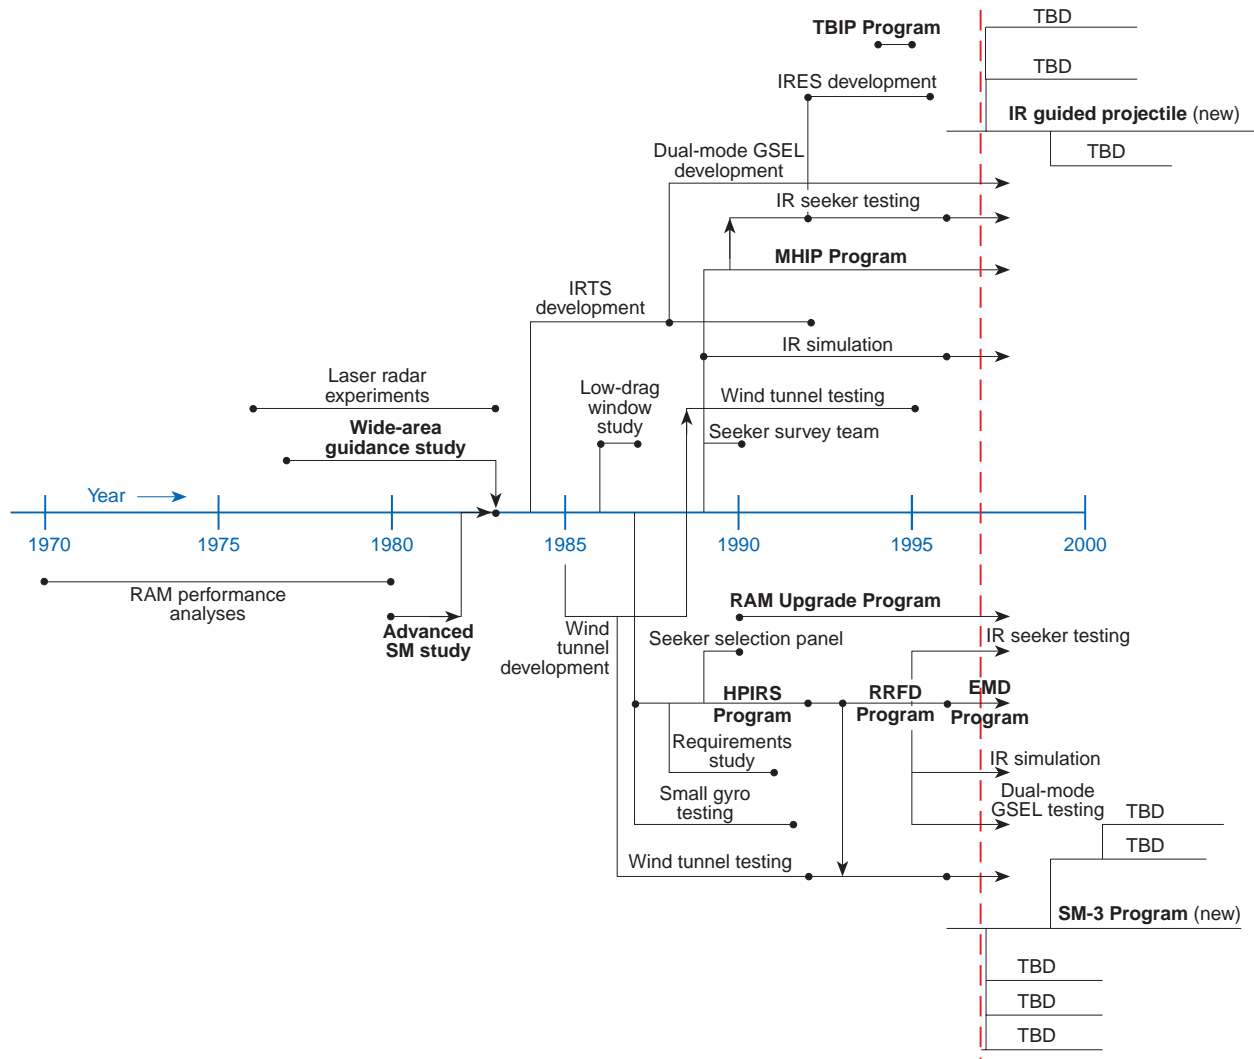 TBD
TBIP Program
TBD
IRES development
IR guided projectile (new)
Dual-mode GSEL
development
TBD
IR seeker testing
MHIP Program
IRTS
development
IR simulation
Laser radar
experiments
Low-drag
window
study
Wind tunnel testing
Wide-area
guidance study
Seeker survey team
Year
1970
1975
1980
1985
1990
1995
2000
RAM performance
analyses
Advanced
SM study
Wind
tunnel
development
RAM Upgrade Program
Seeker selection panel
IR seeker testing
HPIRS
Program
RRFD
Program
EMD
Program
Requirements
study
IR simulation
Small gyro
testing
Dual-mode
GSEL testing
TBD
TBD
Wind tunnel testing
SM-3 Program (new)
TBD
TBD
TBD